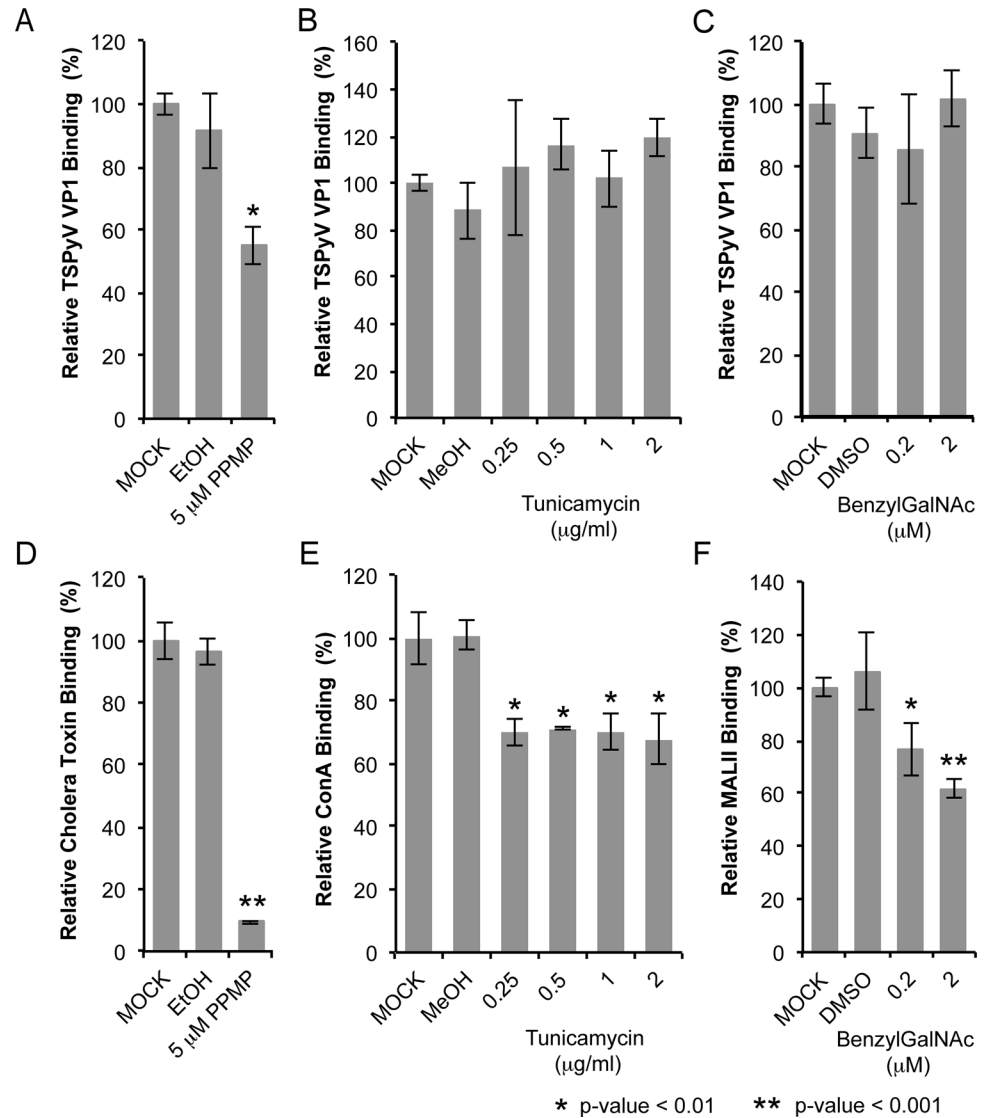 A
Relative TSPyV VP1 Binding (%)
120
100
80
60
40
20
0
*
MOCK
EtOH
5 μM PPMP
B
Relative TSPyV VP1 Binding (%)
160
140
120
100
80
60
40
20
0
MOCK
MeOH
0.25
0.5
1
2
Tunicamycin
(μg/ml)
C
Relative TSPyV VP1 Binding (%)
120
100
80
60
40
20
0
MOCK
DMSO
0.2
2
BenzylGalNAc
(μM)
D
Relative Cholera Toxin Binding (%)
120
100
80
60
40
20
0
**
MOCK
EtOH
5 μM PPMP
E
Relative ConA Binding (%)
120
100
80
60
40
20
0
* * * *
MOCK
MeOH
0.25
0.5
1
2
Tunicamycin
(μg/ml)
F
Relative MALII Binding (%)
140
120
100
80
60
40
20
0
* **
MOCK
DMSO
0.2
2
BenzylGalNAc
(μM)
* p-value < 0.01 ** p-value < 0.001